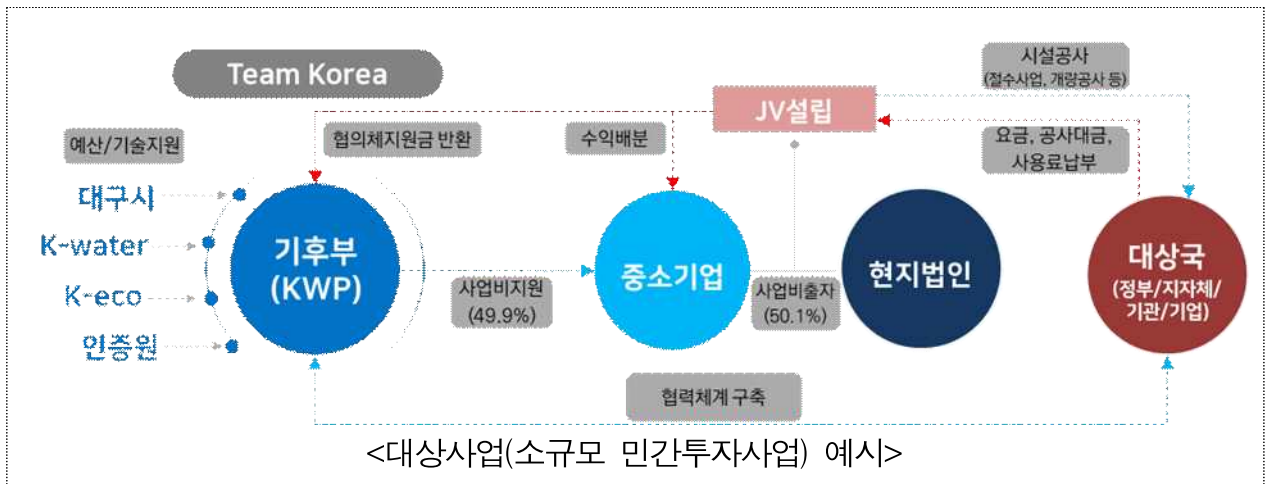 Team Korea
시설공사
(절수사업, 개량공사 등)
JV설립
예산/기술지원
협의체지원금 반환
수익배분
요금, 공사대금,
사용료납부
대구시
K-water
K-eco
인증원
기후부
(KWP)
사업비지원
(49.9%)
중소기업
사업비출자
(50.1%)
현지법인
대상국
(정부/지자체/
기관/기업)
협력체계 구축
<대상사업(소규모 민간투자사업) 예시>